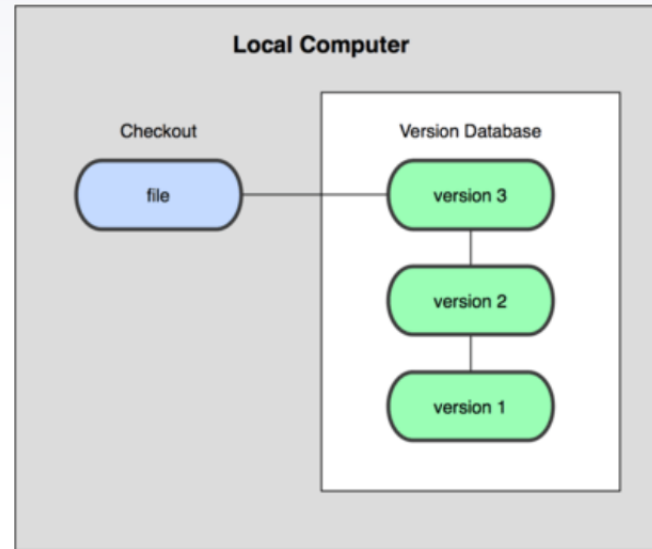 Local Computer
Checkout
Version Database
file
version 3
version 2
version 1